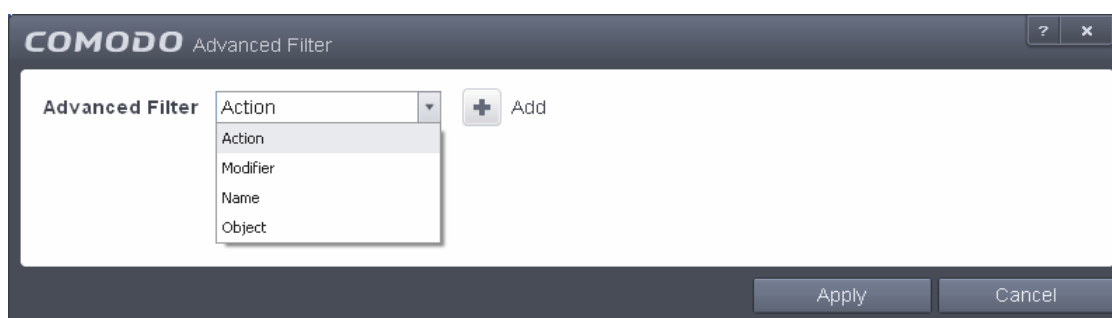 COMODO Advanced Filter ? x
Advanced Filter Action + Add
Action
Modifier
Name
Object
Apply Cancel